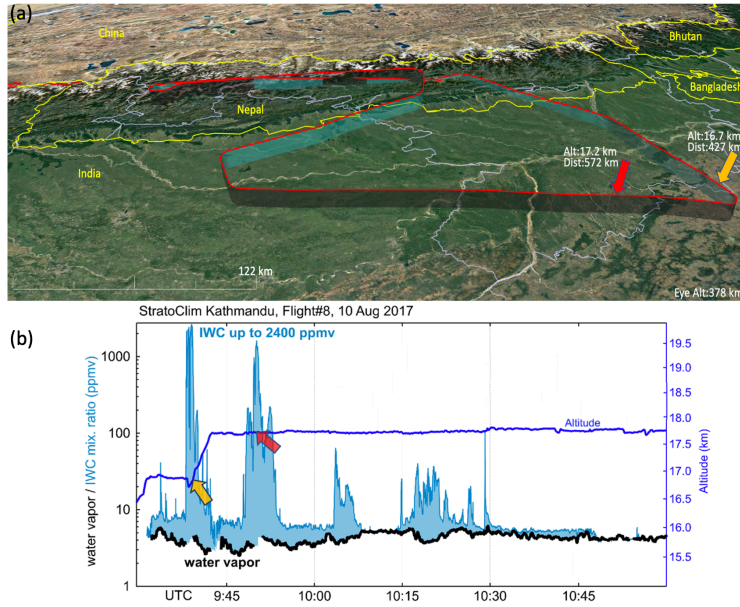 (a)
China
Bhutan
Bangladesh
Nepal
Alt:16.7 km
Dist:427 km
Alt:17.2 km
Dist:572 km
India
122 km
Eye Alt:378 km
StratoClim Kathmandu, Flight#8, 10 Aug 2017
(b)
IWC up to 2400 ppmv
water vapor / IWC mix. ratio (ppmv)
1000
100
10
1
Altitude
water vapor
19.5
19.0
18.5
18.0
17.5
17.0
16.5
16.0
15.5
Altitude (km)
UTC
9:45
10:00
10:15
10:30
10:45